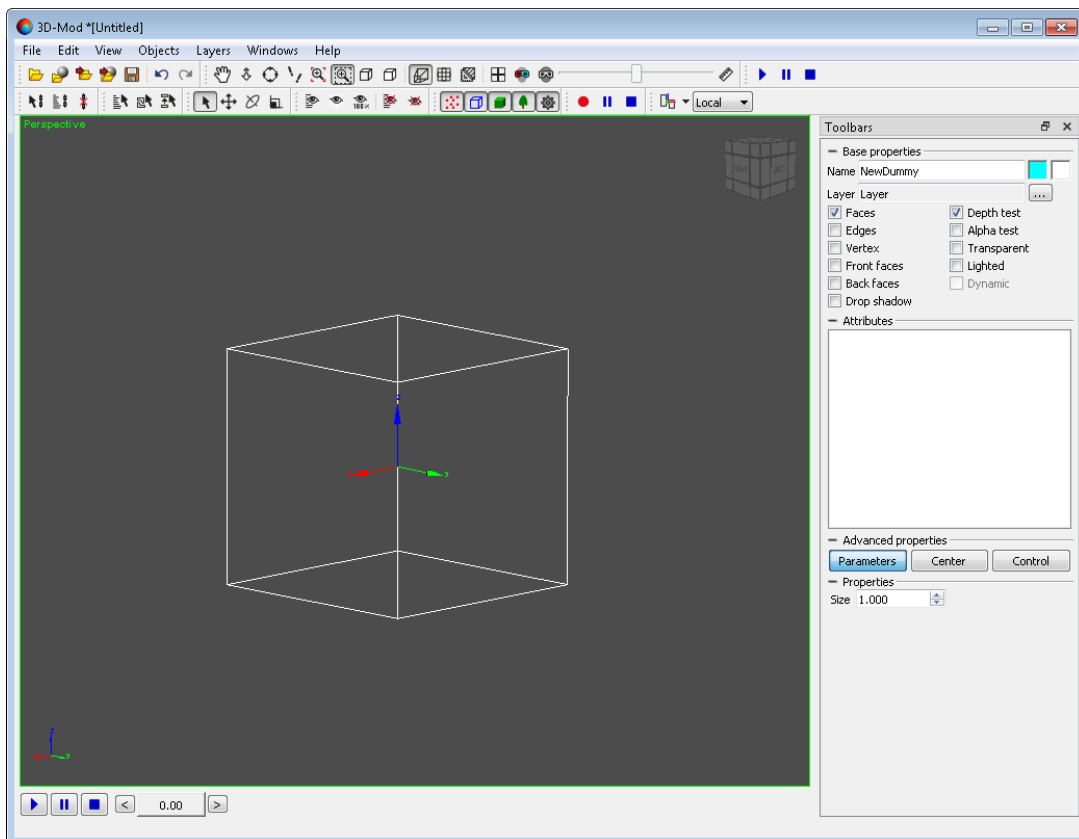 3D-Mod *[Untitled]
File Edit View Objects Layers Windows Help
100%
Local
Perspective
Toolbars
Base properties
Name NewDummy
Layer Layer ...
Faces Depth test
Edges Alpha test
Vertex Transparent
Front faces Lighted
Back faces Dynamic
Drop shadow
Attributes
z
y
Advanced properties
Parameters Center Control
Properties
Size 1.000
z
y
< 0.00 >